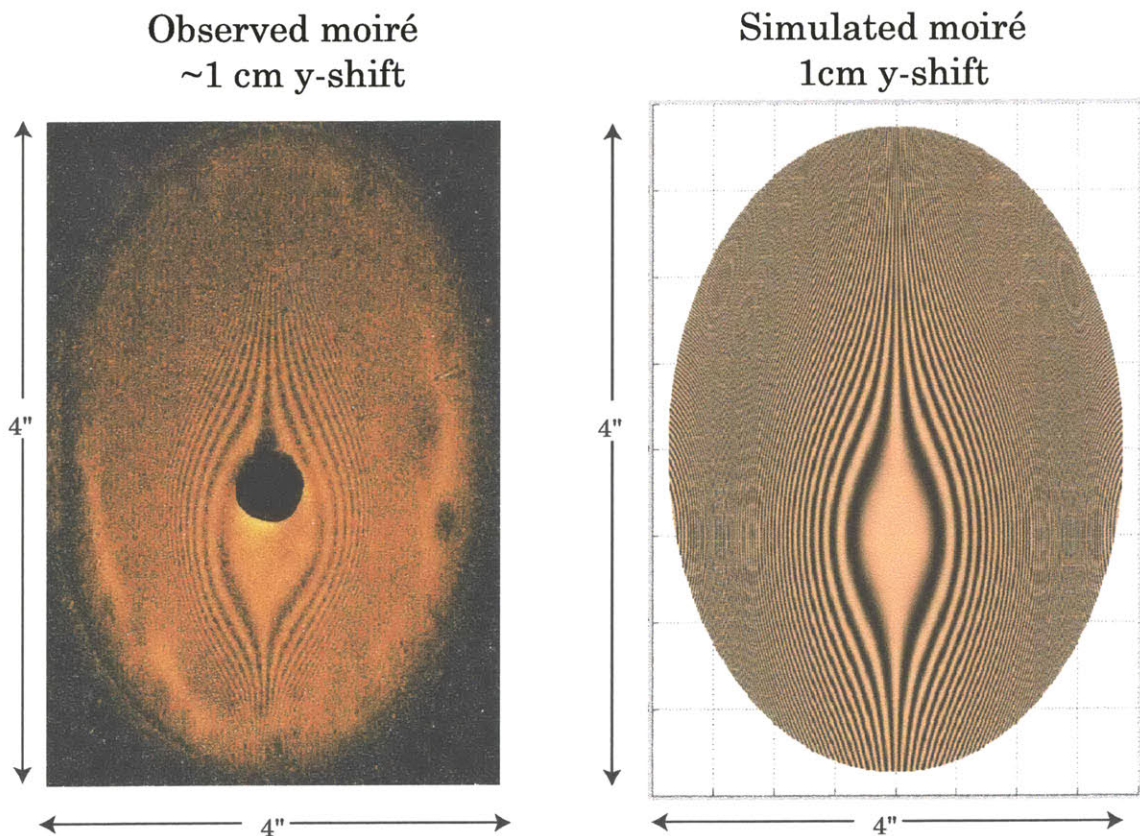 Observed moiré
~1 cm y-shift
Simulated moiré
1cm y-shift
4"
4"
4"
4"